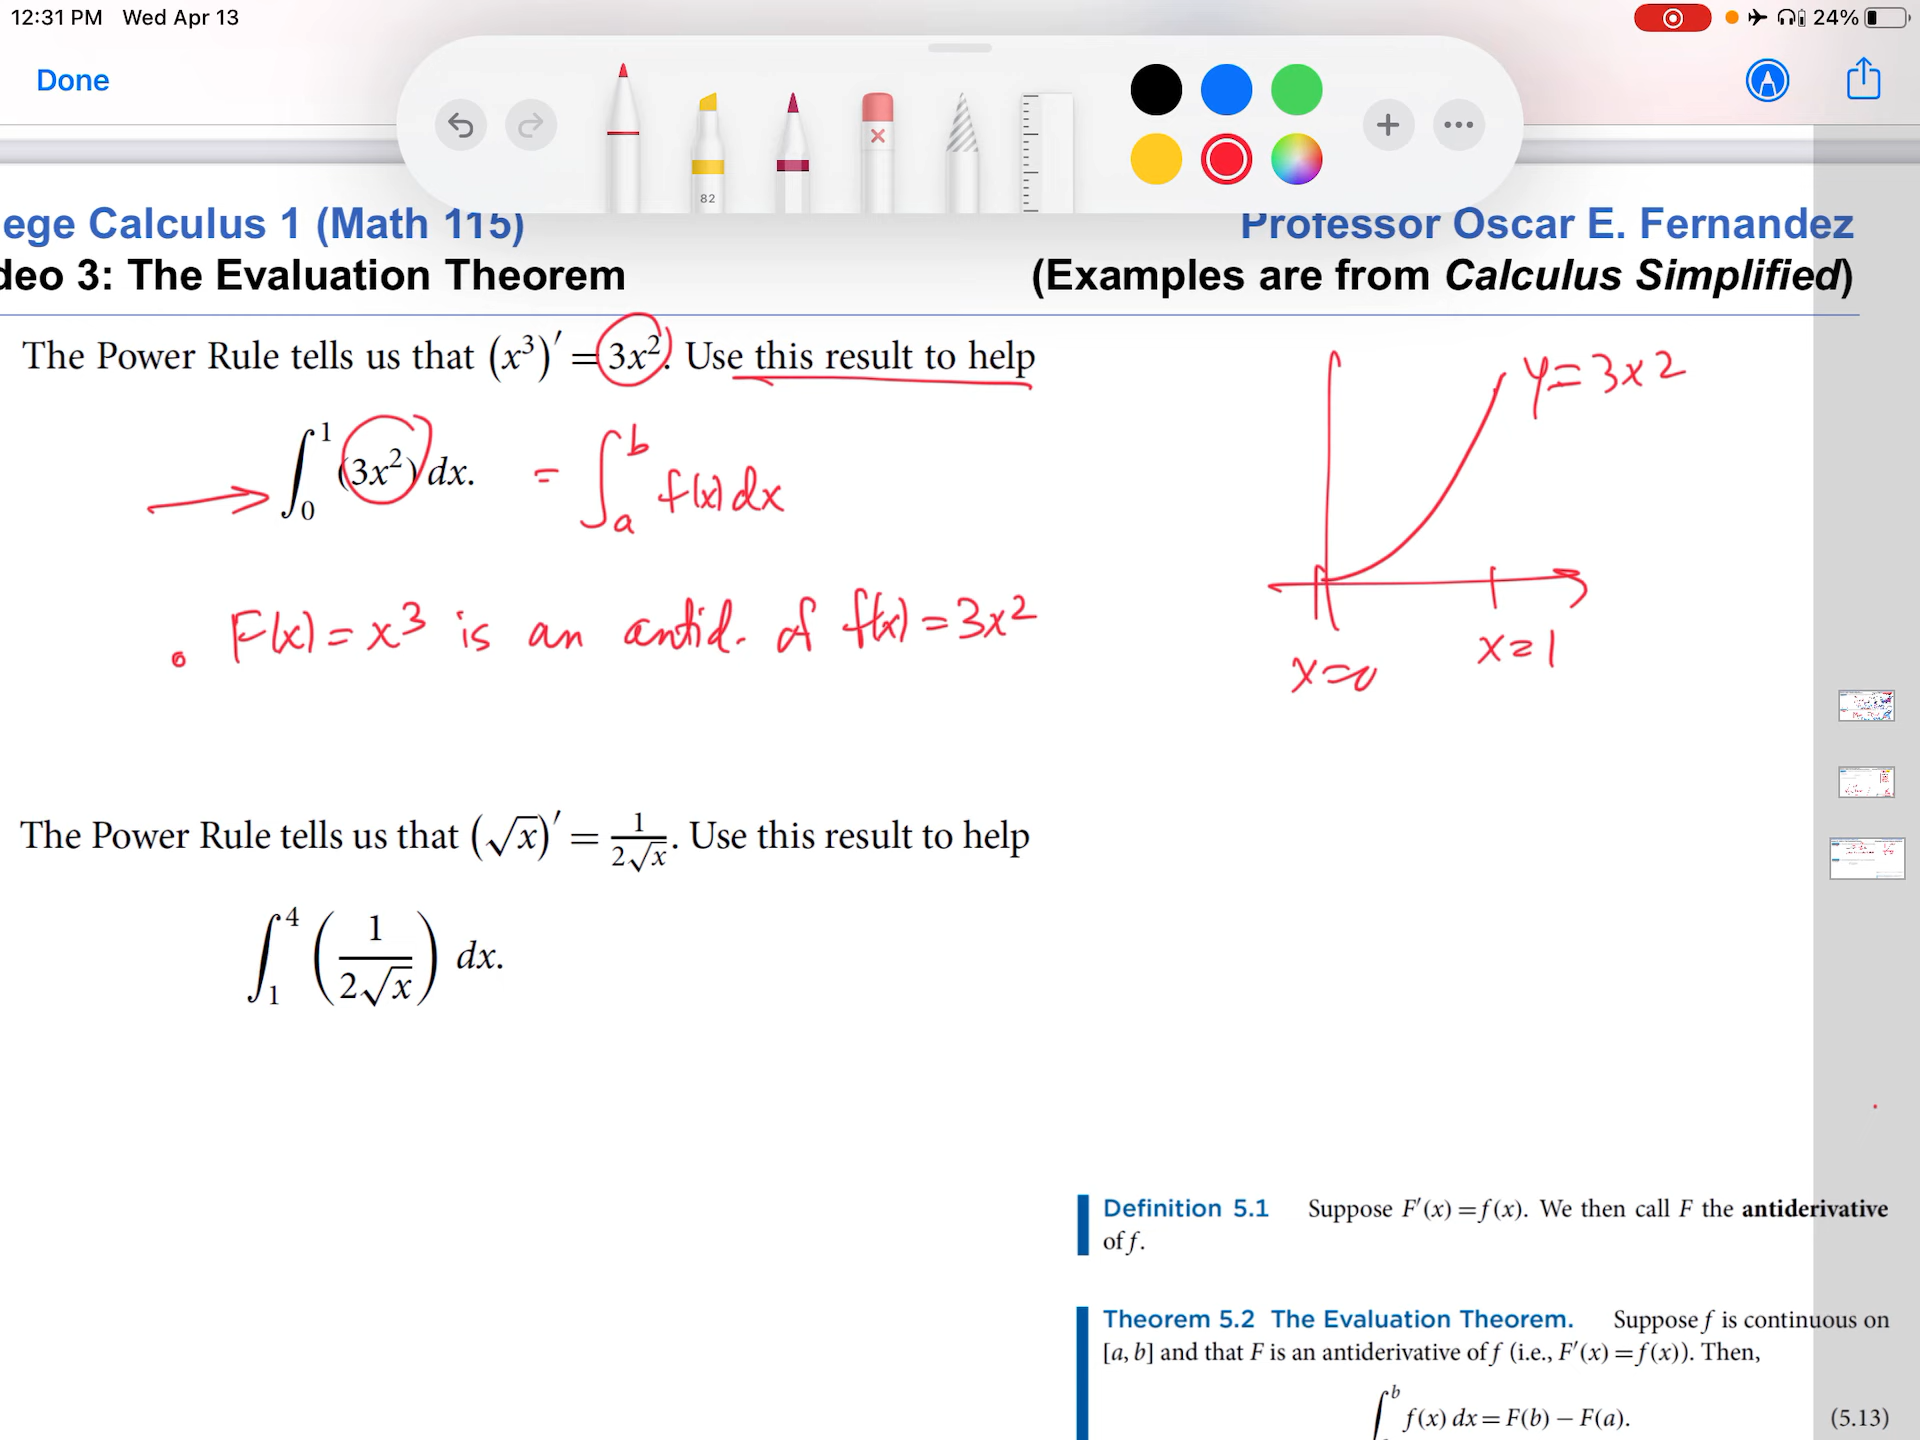 12:31 PM Wed Apr 13
24%
Done
82
ege Calculus 1 (Math 115)
Professor Oscar E. Fernandez
deo 3: The Evaluation Theorem
(Examples are from Calculus Simplified)
The Power Rule tells us that (x³)′ = 3x². Use this result to help
y = 3x2
∫₀¹ (3x²) dx. = ∫ₐᵇ f(x) dx
• F(x) = x³ is an antid. of f(x) = 3x²
x=0
x=1
The Power Rule tells us that (√x)′ = 1/(2√x). Use this result to help
∫₁⁴ (1/(2√x)) dx.
Definition 5.1 Suppose F′(x) = f(x). We then call F the antiderivative
of f.
Theorem 5.2 The Evaluation Theorem. Suppose f is continuous on
[a, b] and that F is an antiderivative of f (i.e., F′(x) = f(x)). Then,
∫ᵇ f(x) dx = F(b) − F(a). (5.13)